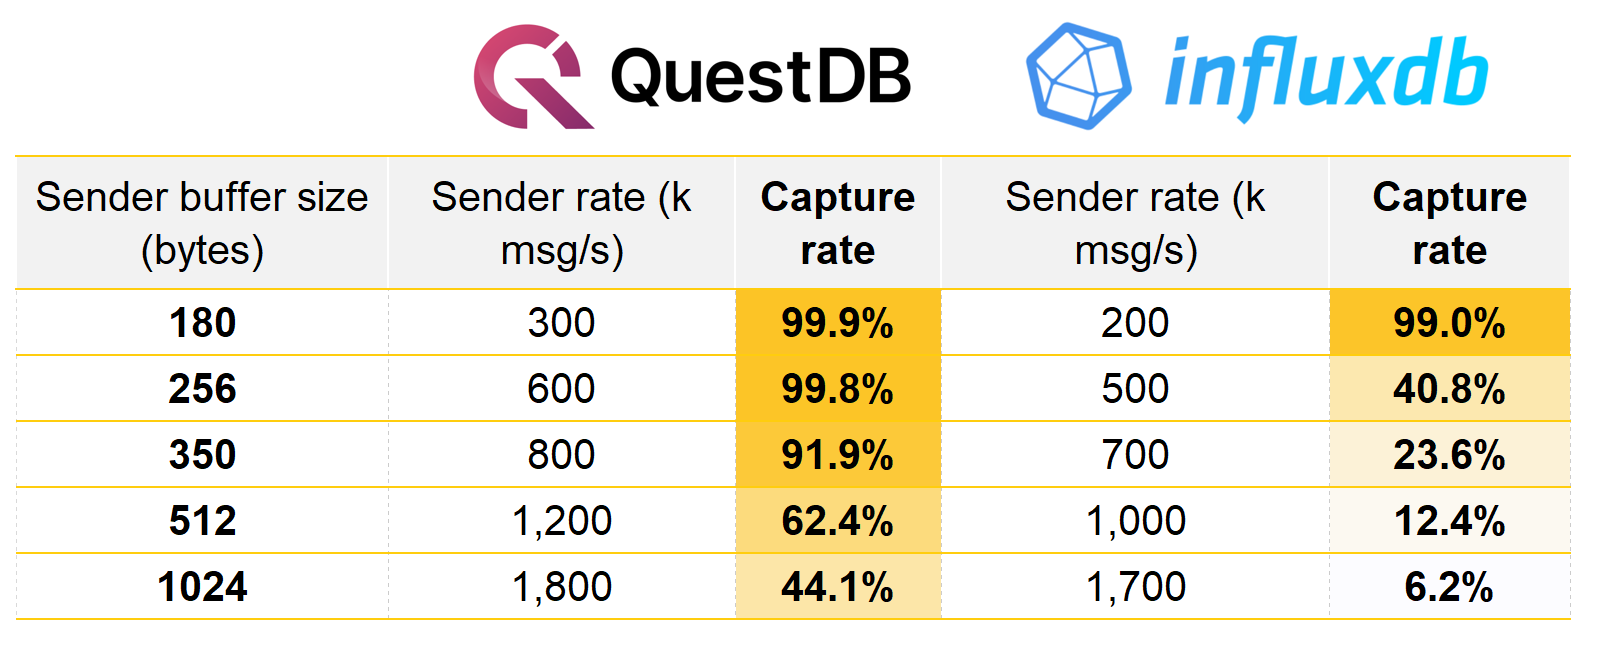 QuestDB influxdb
Sender buffer size (bytes) Sender rate (k msg/s) Capture rate Sender rate (k msg/s) Capture rate
180 300 99.9% 200 99.0%
256 600 99.8% 500 40.8%
350 800 91.9% 700 23.6%
512 1,200 62.4% 1,000 12.4%
1024 1,800 44.1% 1,700 6.2%